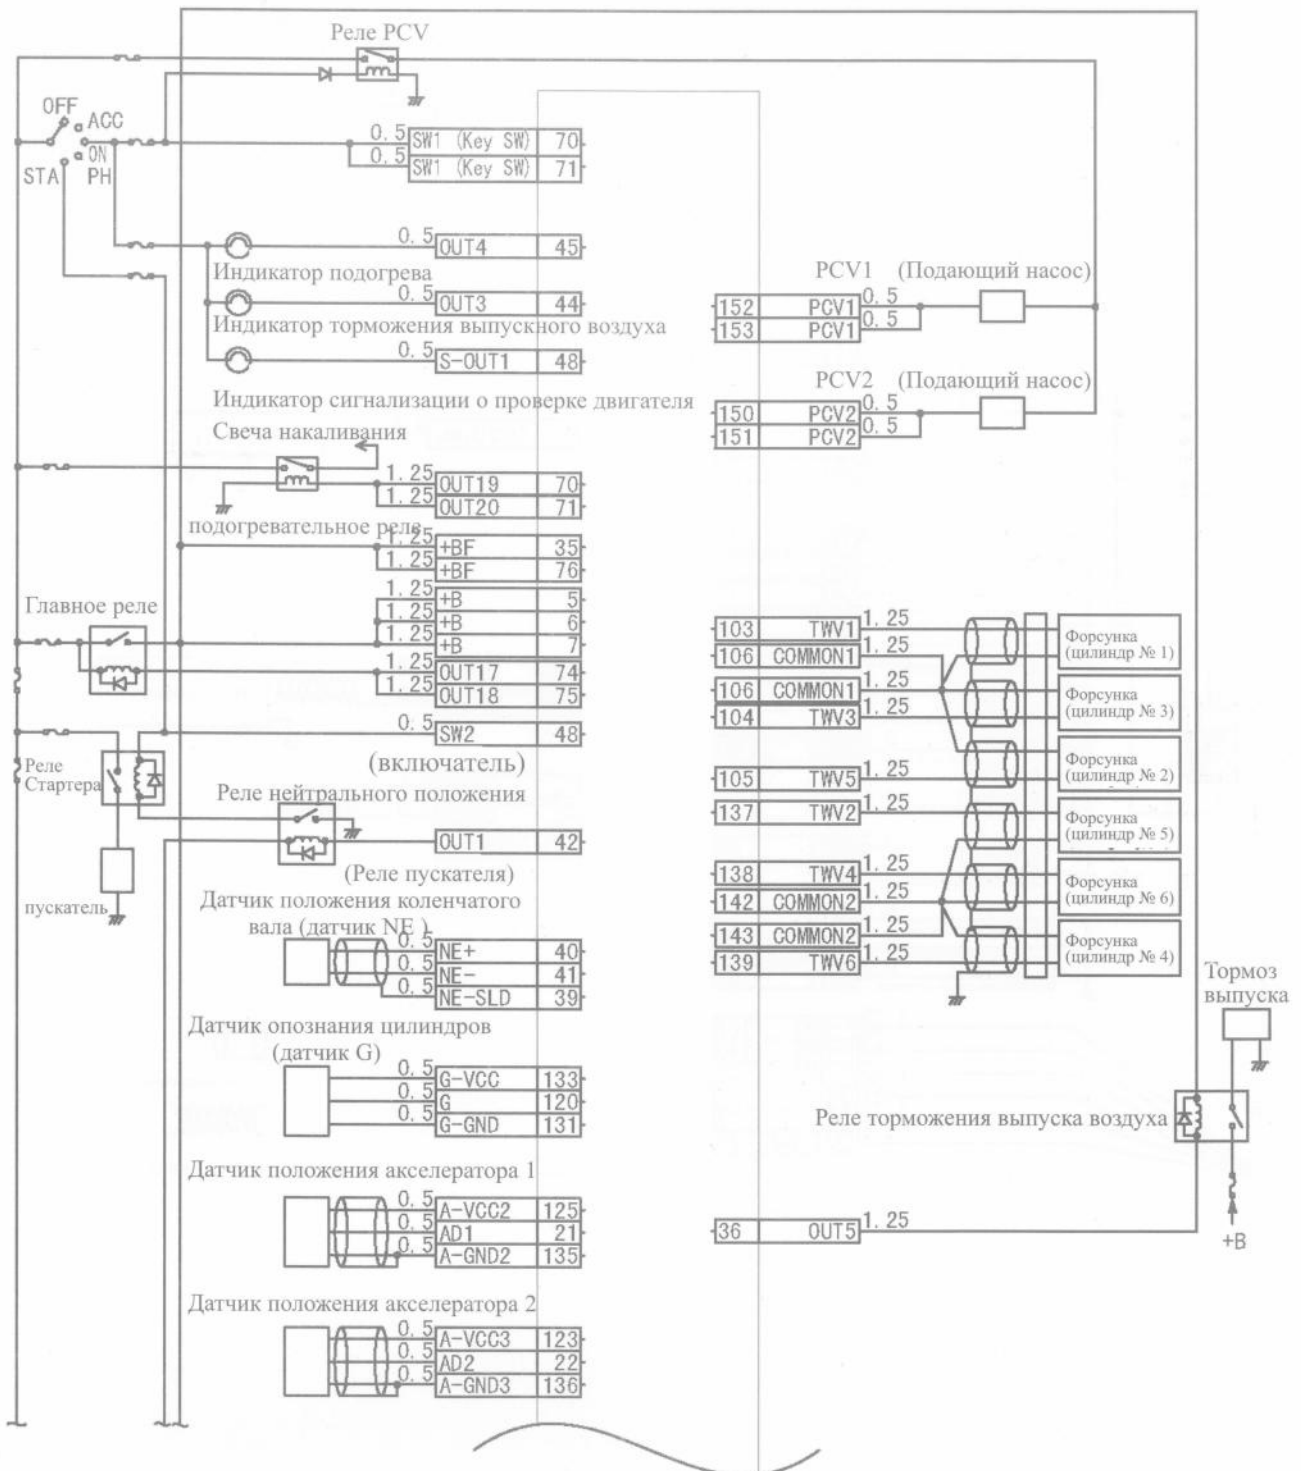 Реле PCV
OFF
ACC
ON
STA
PH
0.5 SW1 (Key SW) 70
0.5 SW1 (Key SW) 71
0.5 OUT4 45
Индикатор подогрева
0.5 OUT3 44
Индикатор торможения выпускного воздуха
0.5 S-OUT1 48
Индикатор сигнализации о проверке двигателя
Свеча накаливания
1.25 OUT19 70
1.25 OUT20 71
подогревательное реле
1.25 +BF 35
1.25 +BF 76
1.25 +B 5
1.25 +B 6
1.25 +B 7
Главное реле
1.25 OUT17 74
1.25 OUT18 75
0.5 SW2 48
(включатель)
Реле
Стартера
Реле нейтрального положения
OUT1 42
(Реле пускателя)
пускатель
Датчик положения коленчатого
вала (датчик NE )
0.5 NE+ 40
0.5 NE- 41
0.5 NE-SLD 39
Датчик опознания цилиндров
(датчик G)
0.5 G-VCC 133
0.5 G 120
0.5 G-GND 131
Датчик положения акселератора 1
0.5 A-VCC2 125
0.5 AD1 21
0.5 A-GND2 135
Датчик положения акселератора 2
0.5 A-VCC3 123
0.5 AD2 22
0.5 A-GND3 136
PCV1 (Подающий насос)
152 PCV1 0.5
153 PCV1 0.5
PCV2 (Подающий насос)
150 PCV2 0.5
151 PCV2 0.5
103 TWV1 1.25
106 COMMON1 1.25
106 COMMON1 1.25
104 TWV3 1.25
105 TWV5 1.25
137 TWV2 1.25
138 TWV4 1.25
142 COMMON2 1.25
143 COMMON2 1.25
139 TWV6 1.25
Форсунка
(цилиндр № 1)
Форсунка
(цилиндр № 3)
Форсунка
(цилиндр № 2)
Форсунка
(цилиндр № 5)
Форсунка
(цилиндр № 6)
Форсунка
(цилиндр № 4)
Тормоз
выпуска
Реле торможения выпуска воздуха
36 OUT5 1.25
+B